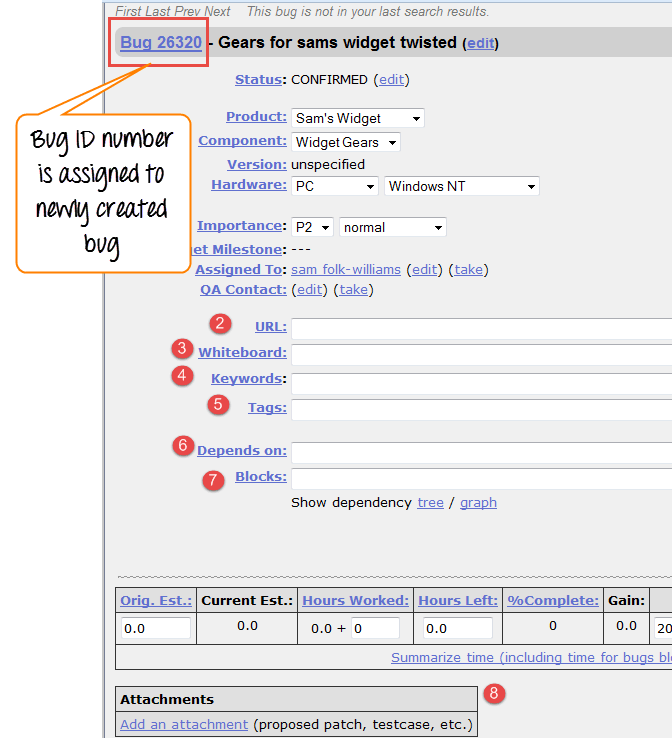 First Last Prev Next   This bug is not in your last search results.
Bug 26320 - Gears for sams widget twisted (edit)
Status: CONFIRMED (edit)
Bug ID number
is assigned to
newly created
bug
Product: Sam's Widget
Component: Widget Gears
Version: unspecified
Hardware: PC Windows NT
Importance: P2 normal
et Milestone: ---
Assigned To: sam folk-williams (edit) (take)
QA Contact: (edit) (take)
2 URL:
3 Whiteboard:
4 Keywords:
5 Tags:
6 Depends on:
7 Blocks:
Show dependency tree / graph
Orig. Est.: Current Est.: Hours Worked: Hours Left: %Complete: Gain:
0.0 0.0 0.0 + 0 0.0 0 0.0 20
Summarize time (including time for bugs bl
Attachments 8
Add an attachment (proposed patch, testcase, etc.)